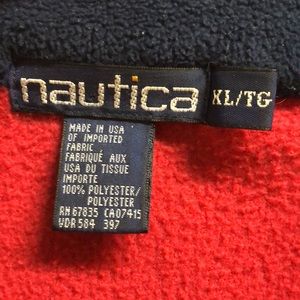 nautica
XL/TG
MADE IN USA
OF IMPORTED
FABRIC
FABRIQUÉ AUX
USA DU TISSUE
IMPORTE
100% POLYESTER/
POLYESTER
RN 67835 CA07415
VDR 584 397